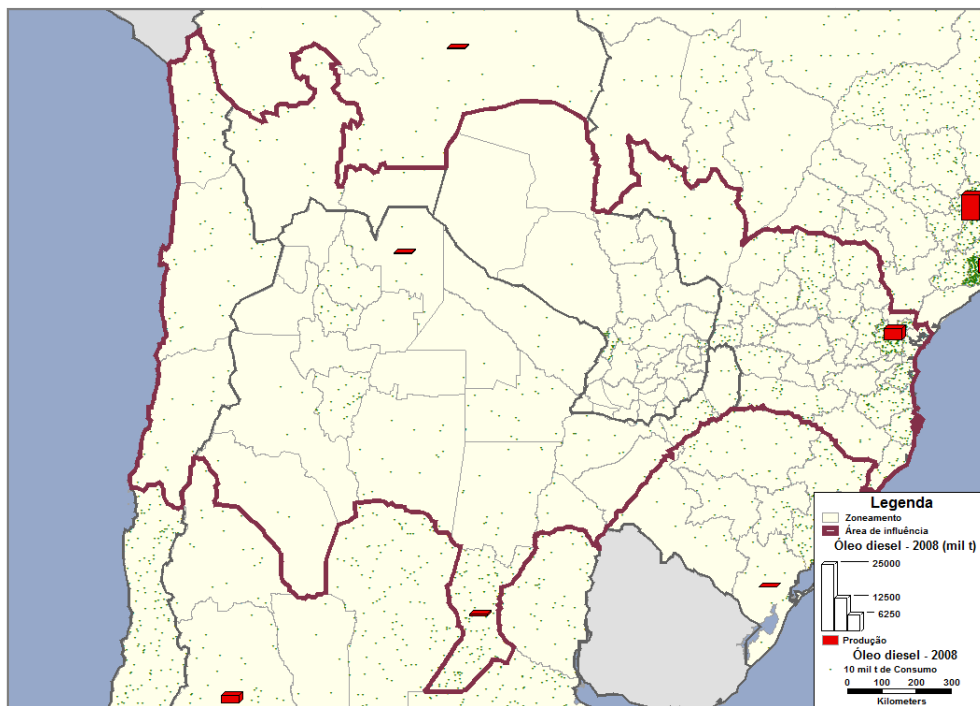 Legenda
Zoneamento
Área de influência
Óleo diesel - 2008 (mil t)
25000
12500
6250
Produção
Óleo diesel - 2008
10 mil t de Consumo
0 100 200 300
Kilometers